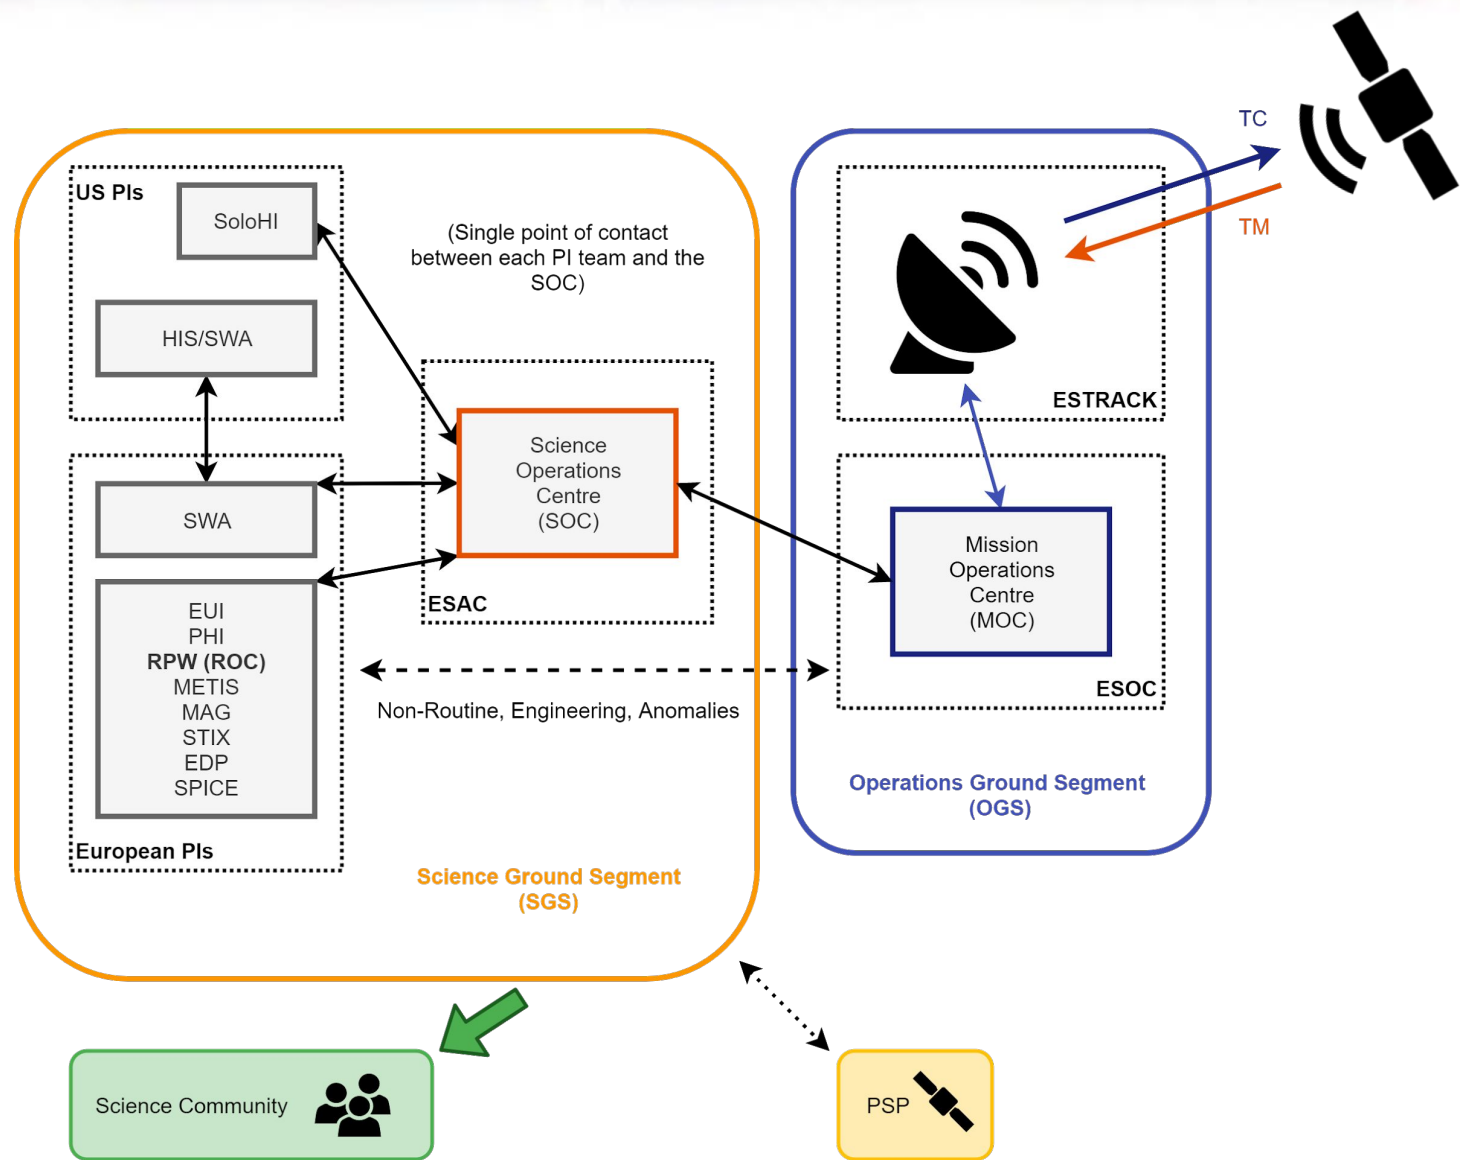 US PIs
SoloHI
HIS/SWA
(Single point of contact
between each PI team and the
SOC)
TC
TM
ESTRACK
SWA
Science
Operations
Centre
(SOC)
ESAC
Mission
Operations
Centre
(MOC)
ESOC
EUI
PHI
RPW (ROC)
METIS
MAG
STIX
EDP
SPICE
European PIs
Non-Routine, Engineering, Anomalies
Operations Ground Segment
(OGS)
Science Ground Segment
(SGS)
Science Community
PSP